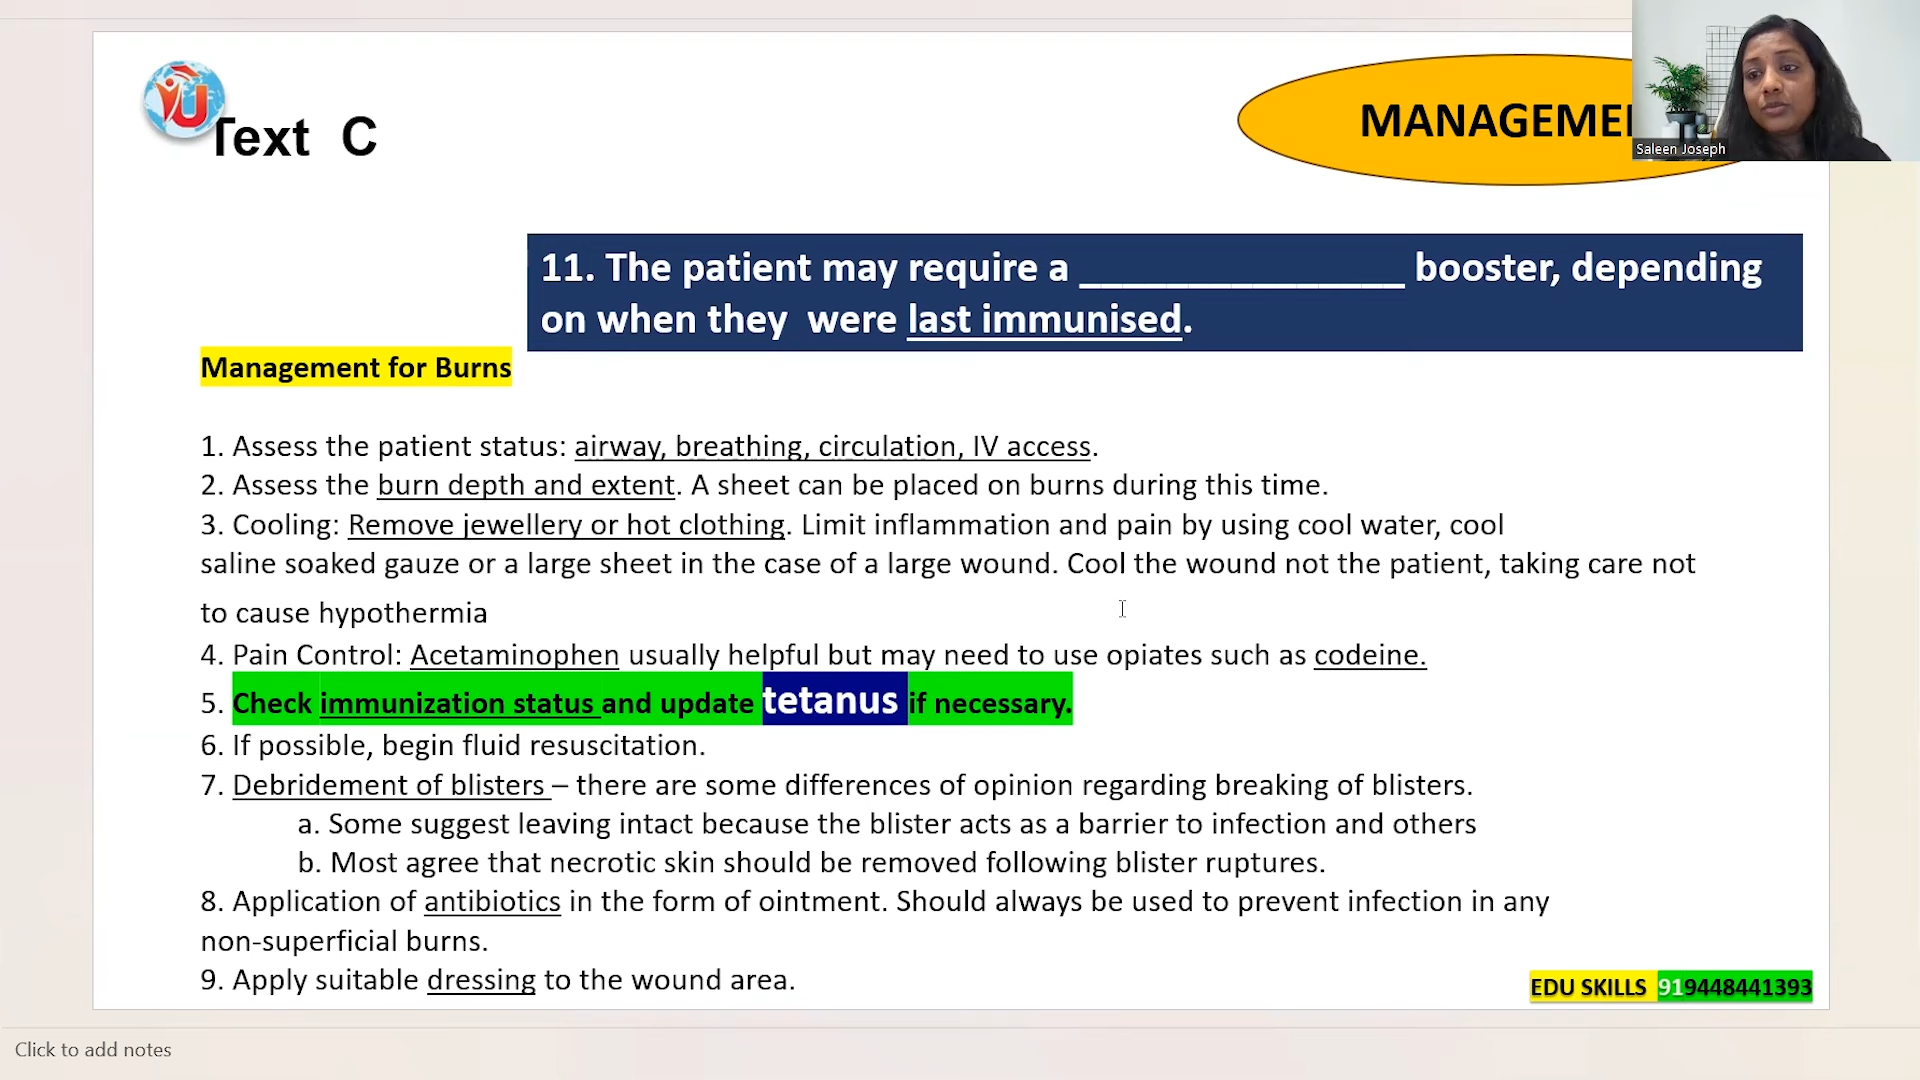 Text C
MANAGEME
Saleen Joseph
11. The patient may require a _______________ booster, depending
on when they were last immunised.
Management for Burns
1. Assess the patient status: airway, breathing, circulation, IV access.
2. Assess the burn depth and extent. A sheet can be placed on burns during this time.
3. Cooling: Remove jewellery or hot clothing. Limit inflammation and pain by using cool water, cool
saline soaked gauze or a large sheet in the case of a large wound. Cool the wound not the patient, taking care not
to cause hypothermia
4. Pain Control: Acetaminophen usually helpful but may need to use opiates such as codeine.
5. Check immunization status and update tetanus if necessary.
6. If possible, begin fluid resuscitation.
7. Debridement of blisters – there are some differences of opinion regarding breaking of blisters.
a. Some suggest leaving intact because the blister acts as a barrier to infection and others
b. Most agree that necrotic skin should be removed following blister ruptures.
8. Application of antibiotics in the form of ointment. Should always be used to prevent infection in any
non-superficial burns.
9. Apply suitable dressing to the wound area.
EDU SKILLS 919448441393
Click to add notes